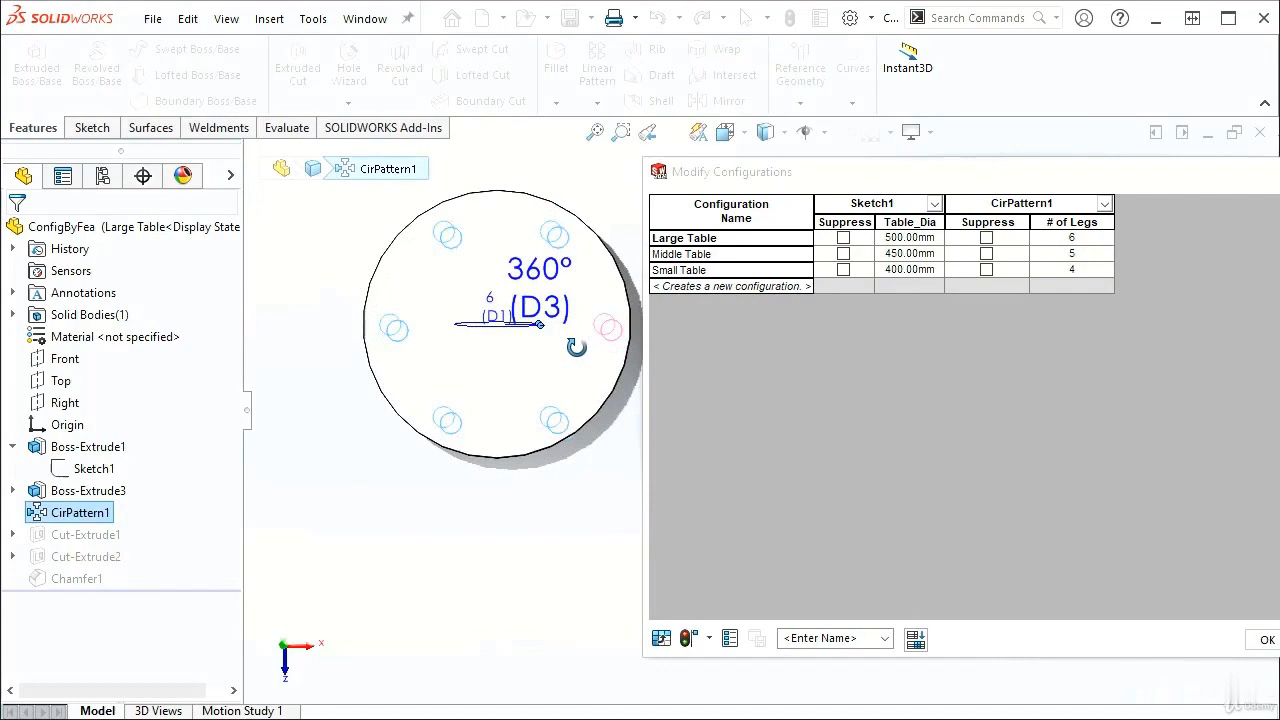 SOLIDWORKS File Edit View Insert Tools Window C... Search Commands
Extruded Boss/Base Revolved Boss/Base Swept Boss/Base Lofted Boss/Base Boundary Boss/Base Extruded Cut Hole Wizard Revolved Cut Swept Cut Lofted Cut Boundary Cut Fillet Linear Pattern Rib Draft Shell Wrap Intersect Mirror Reference Geometry Curves Instant3D
Features Sketch Surfaces Weldments Evaluate SOLIDWORKS Add-Ins
CirPattern1
ConfigByFea (Large Table<Display State
History
Sensors
Annotations
Solid Bodies(1)
Material <not specified>
Front
Top
Right
Origin
Boss-Extrude1
Sketch1
Boss-Extrude3
CirPattern1
Cut-Extrude1
Cut-Extrude2
Chamfer1
360°
6
(D1)
(D3)
x
z
Modify Configurations
Configuration Name Sketch1 CirPattern1
Suppress Table_Dia Suppress # of Legs
Large Table 500.00mm 6
Middle Table 450.00mm 5
Small Table 400.00mm 4
< Creates a new configuration. >
<Enter Name>
OK
Model 3D Views Motion Study 1
Udemy